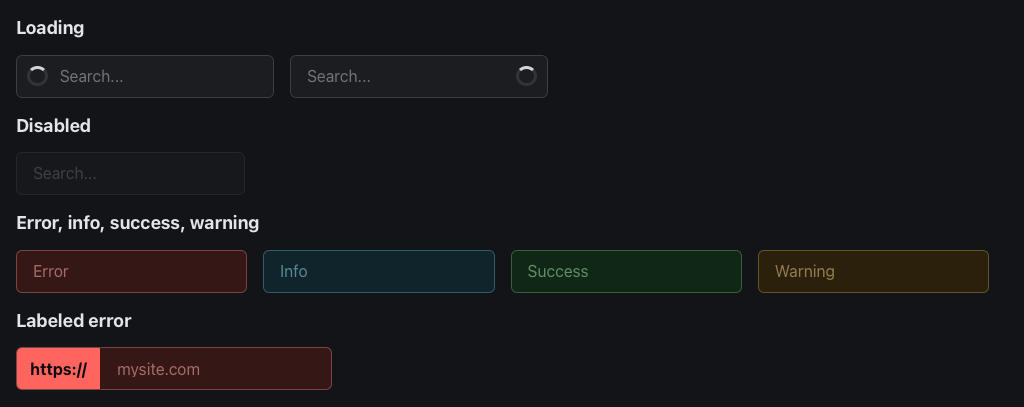 Loading
Search...
Search...
Disabled
Search...
Error, info, success, warning
Error
Info
Success
Warning
Labeled error
https://
mysite.com